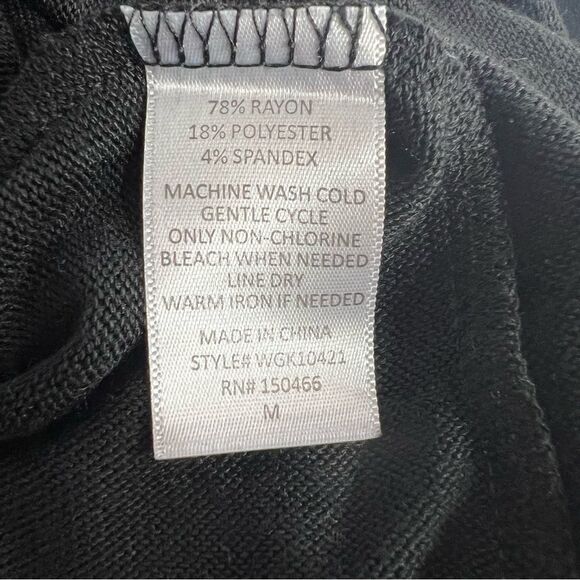 78% RAYON
18% POLYESTER
4% SPANDEX
MACHINE WASH COLD
GENTLE CYCLE
ONLY NON-CHLORINE
BLEACH WHEN NEEDED
LINE DRY
WARM IRON IF NEEDED
MADE IN CHINA
STYLE# WGK10421
RN# 150466
M